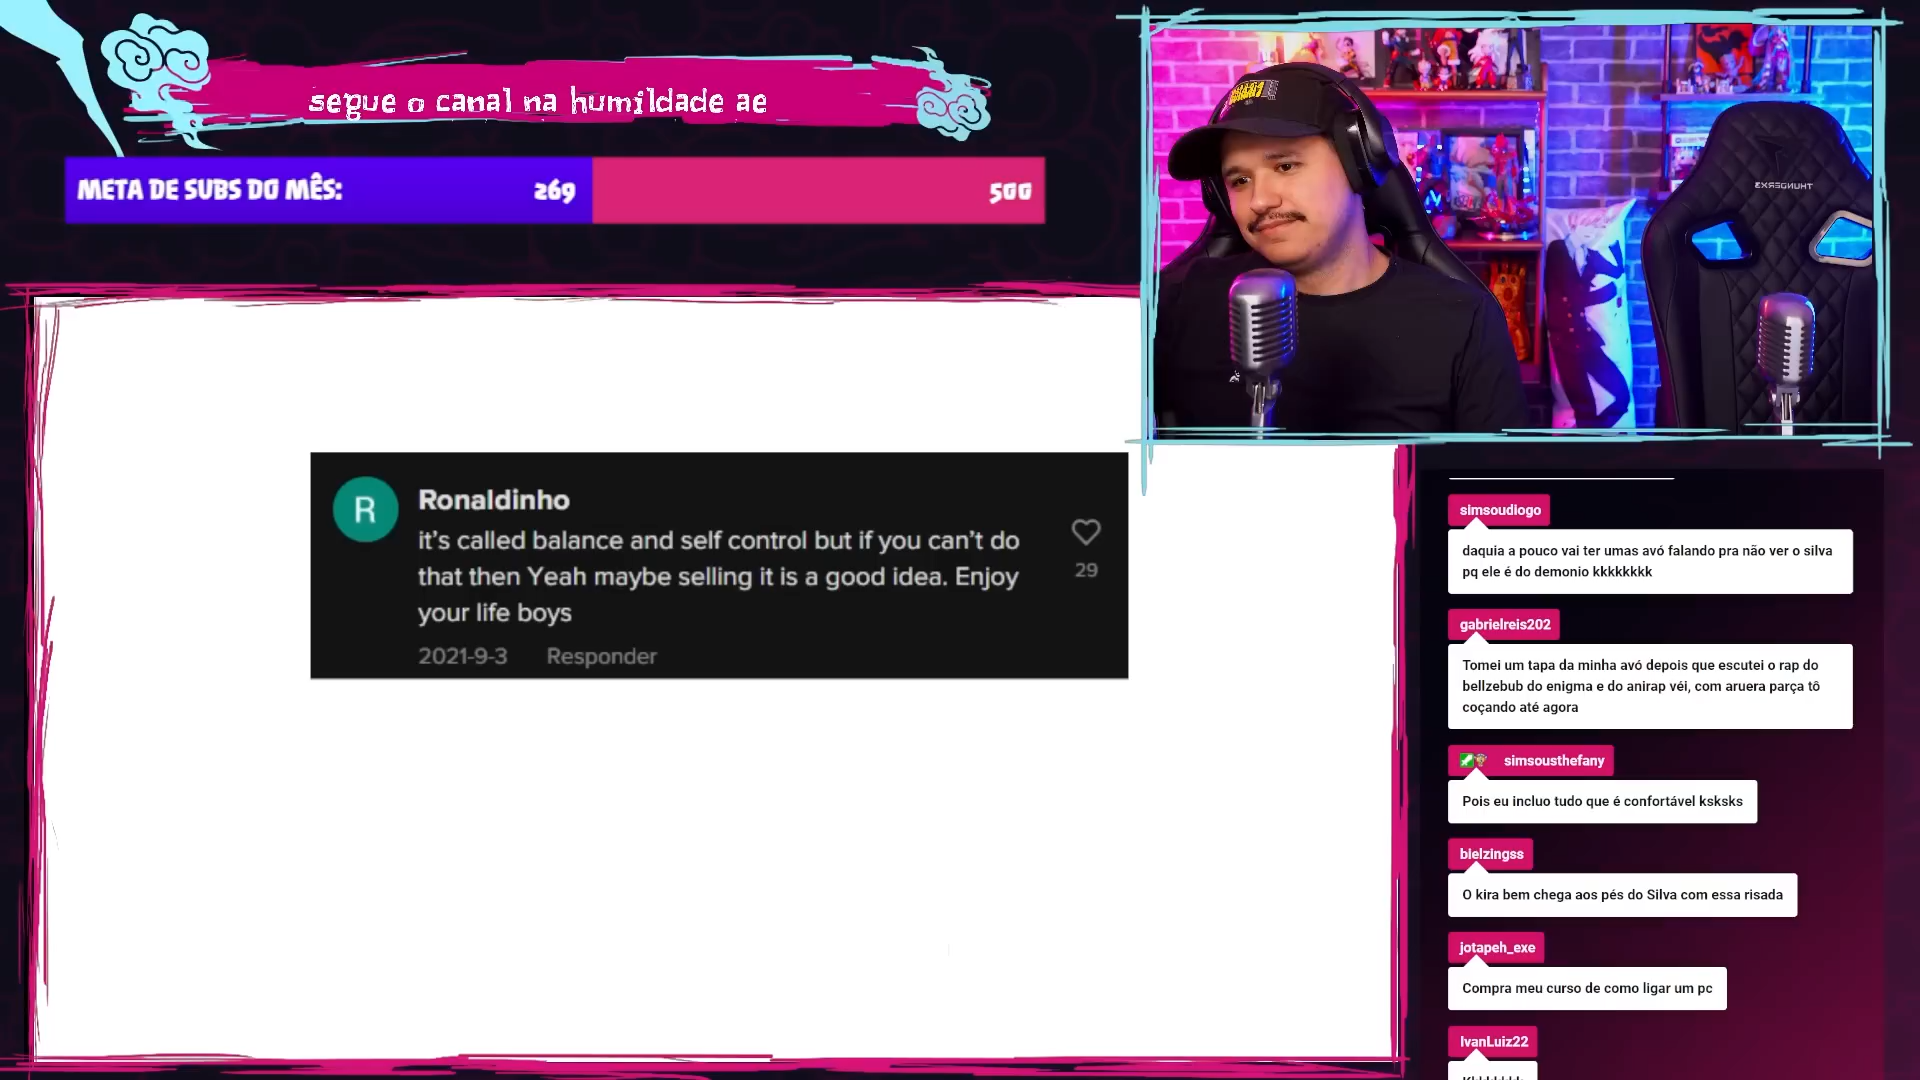 segue o canal na humildade ae
META DE SUBS DO MÊS: 269 500
THUNDERX3
R
Ronaldinho
it's called balance and self control but if you can't do
that then Yeah maybe selling it is a good idea. Enjoy
your life boys
29
2021-9-3 Responder
simsoudiogo
daquia a pouco vai ter umas avó falando pra não ver o silva
pq ele é do demonio kkkkkkkk
gabrielreis202
Tomei um tapa da minha avó depois que escutei o rap do
bellzebub do enigma e do anirap véi, com aruera parça tô
coçando até agora
simsousthefany
Pois eu incluo tudo que é confortável ksksks
bielzingss
O kira bem chega aos pés do Silva com essa risada
jotapeh_exe
Compra meu curso de como ligar um pc
IvanLuiz22